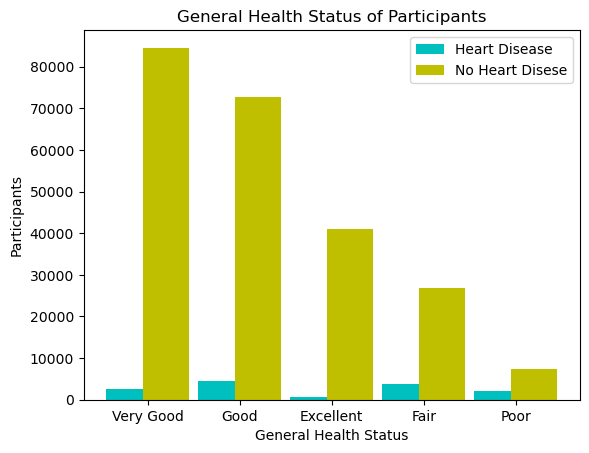 General Health Status of Participants
Heart Disease
No Heart Disese
80000
70000
60000
50000
40000
30000
20000
10000
0
Participants
Very Good Good Excellent Fair Poor
General Health Status